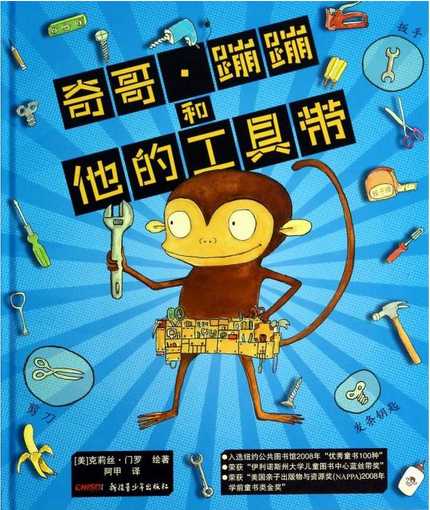 奇哥·蹦蹦
和
他的工具带
扳手
剪刀
发条钥匙
[美]克莉丝·门罗 绘著
阿甲 译
CHISO 新疆青少年出版社
●入选纽约公共图书馆2008年“优秀童书100种”
●荣获“伊利诺斯州大学儿童图书中心蓝丝带奖”
●荣获“美国亲子出版物与资源奖(NAPPA)2008年
学前童书类金奖”